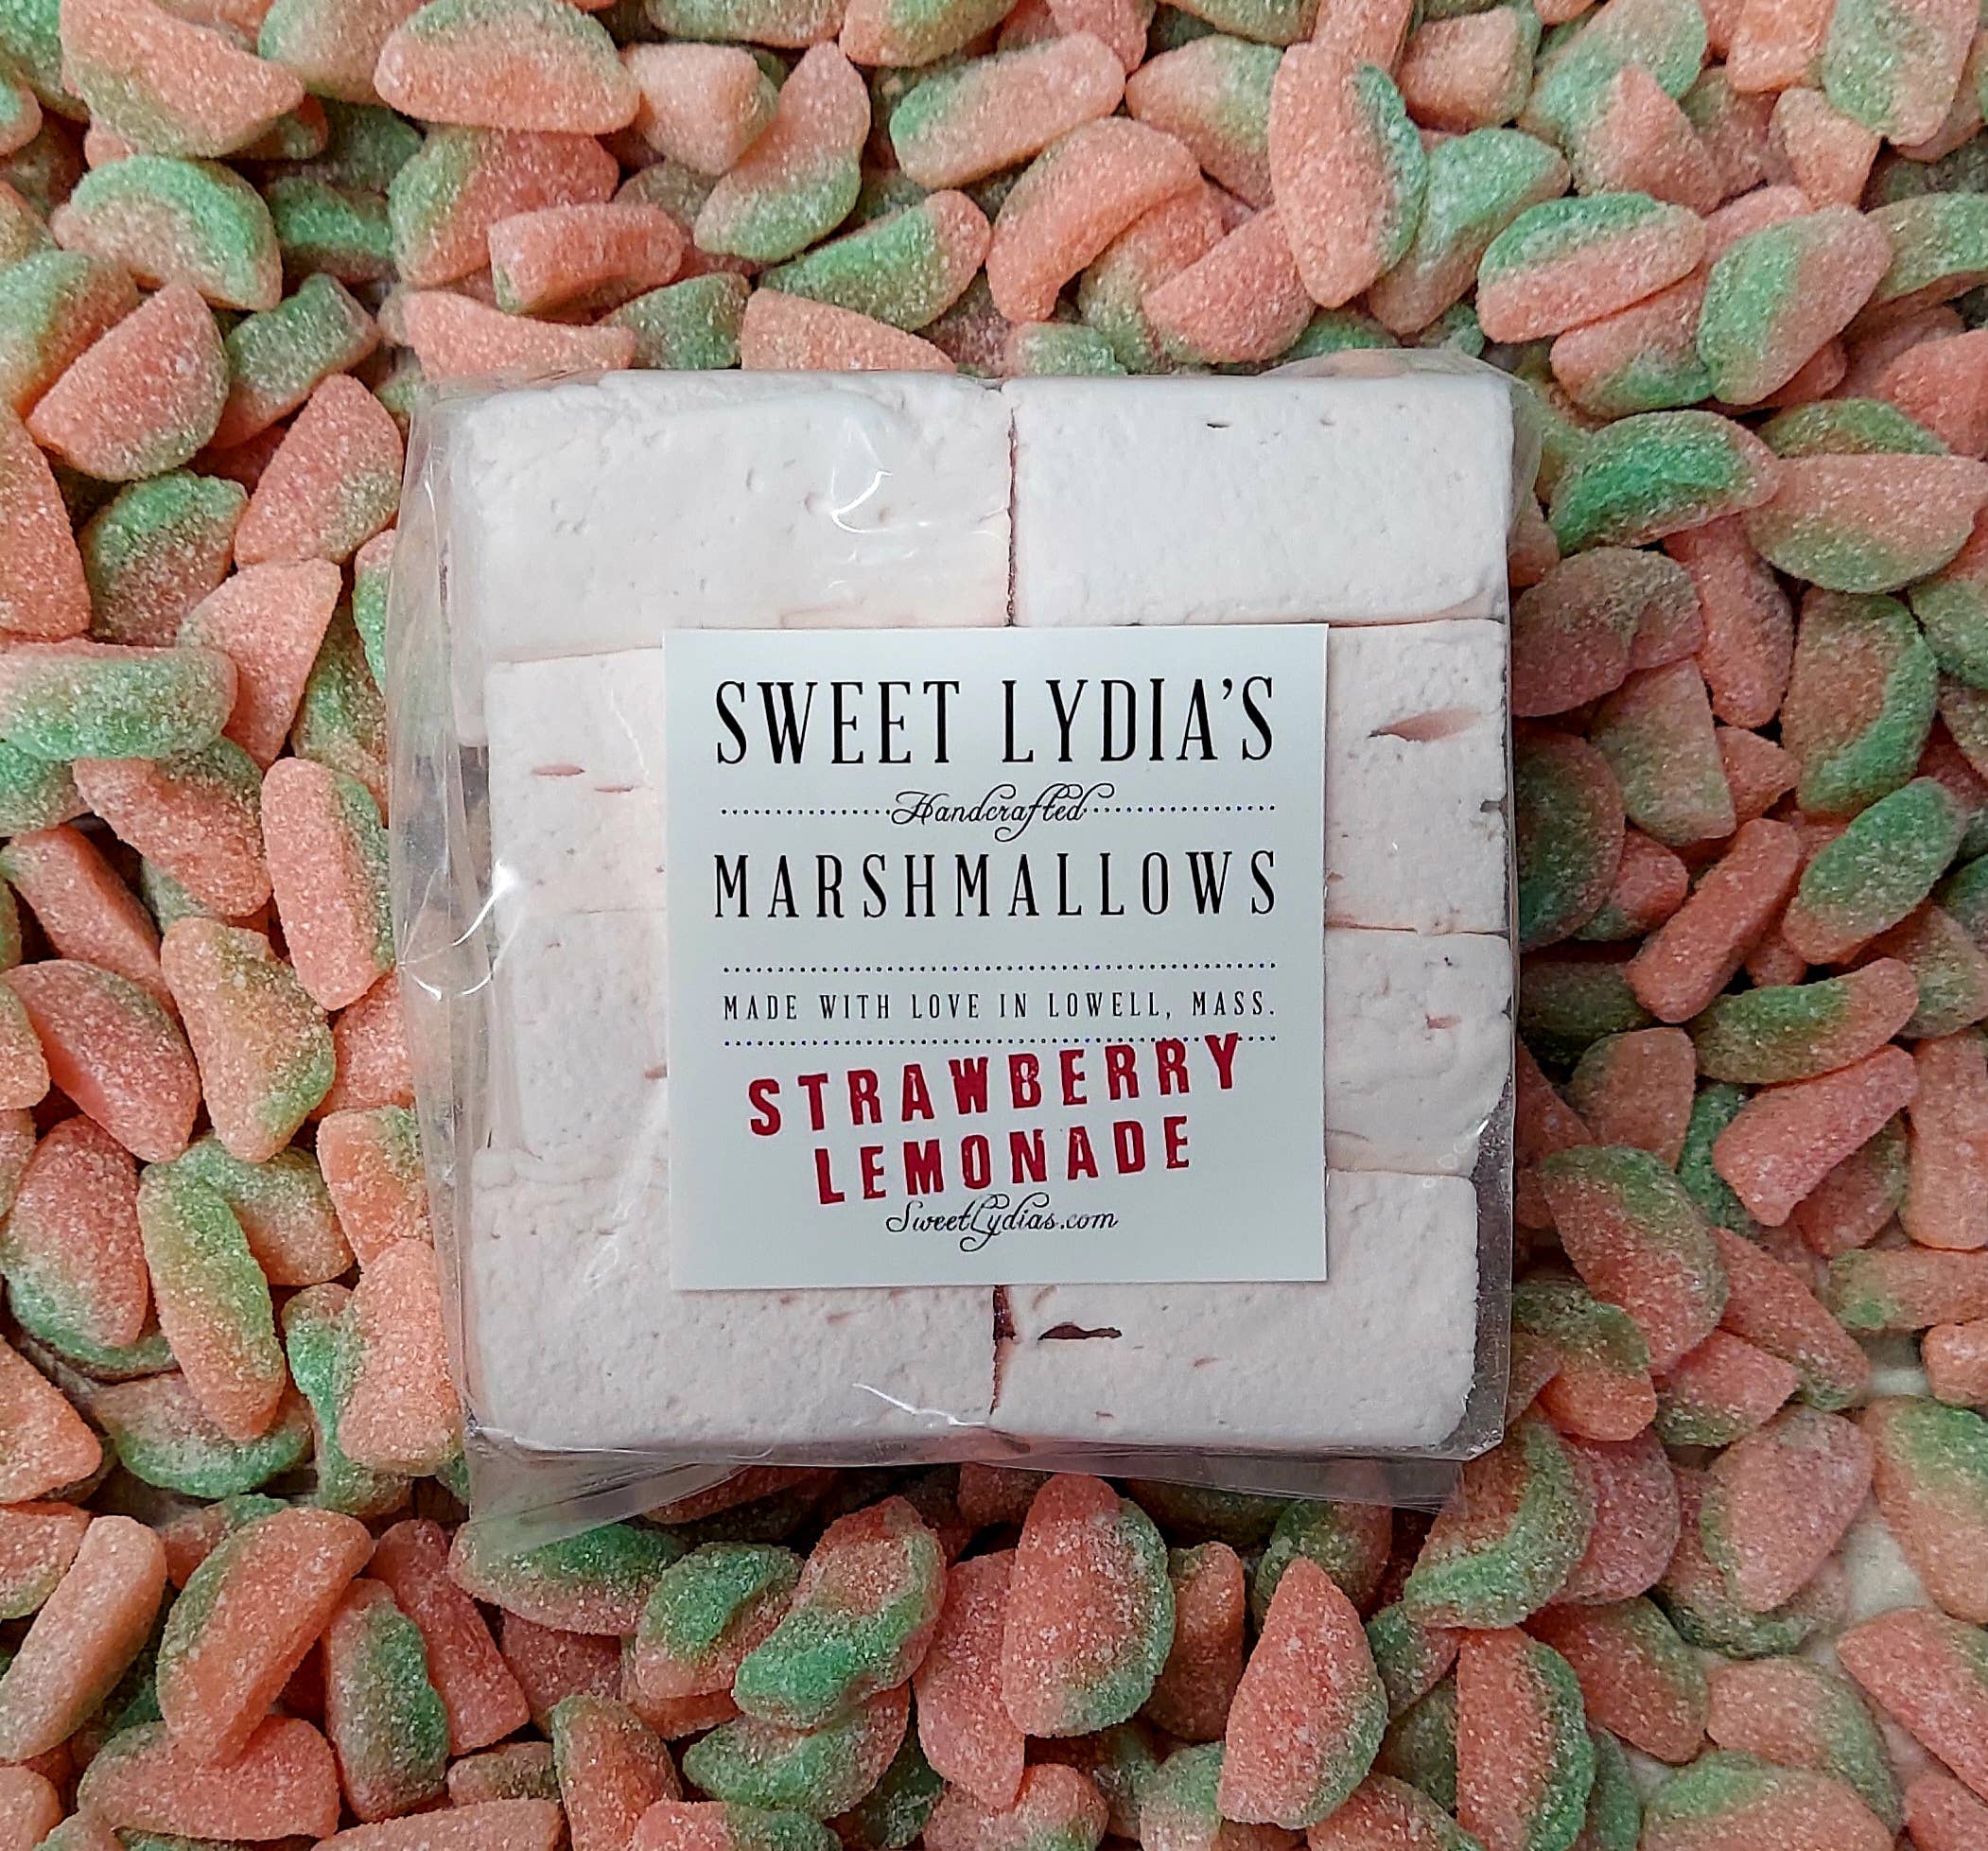 SWEET LYDIA'S
Handcrafted
MARSHMALLOWS
MADE WITH LOVE IN LOWELL, MASS.
STRAWBERRY
LEMONADE
SweetLydias.com